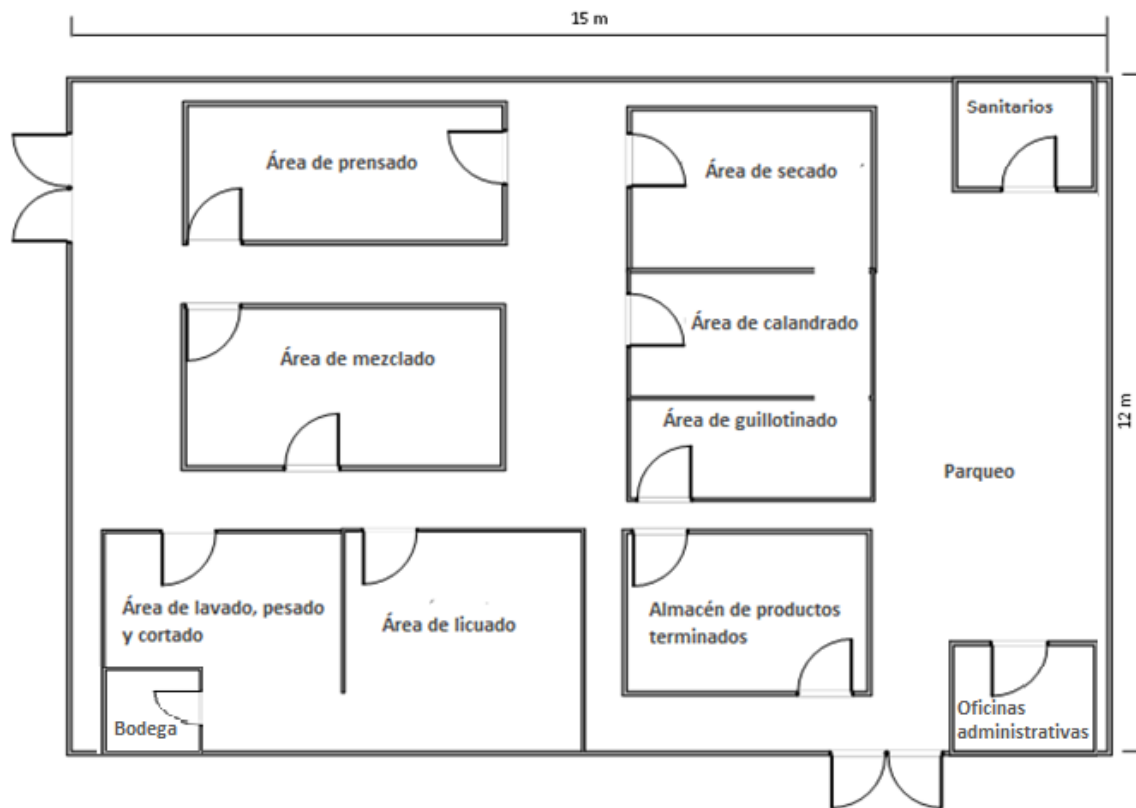 15 m
Sanitarios
Área de prensado
Área de secado
Área de calandrado
Área de mezclado
Área de guillotinado
12 m
Parqueo
Área de lavado, pesado
y cortado
Área de licuado
Almacén de productos
terminados
Bodega
Oficinas
administrativas